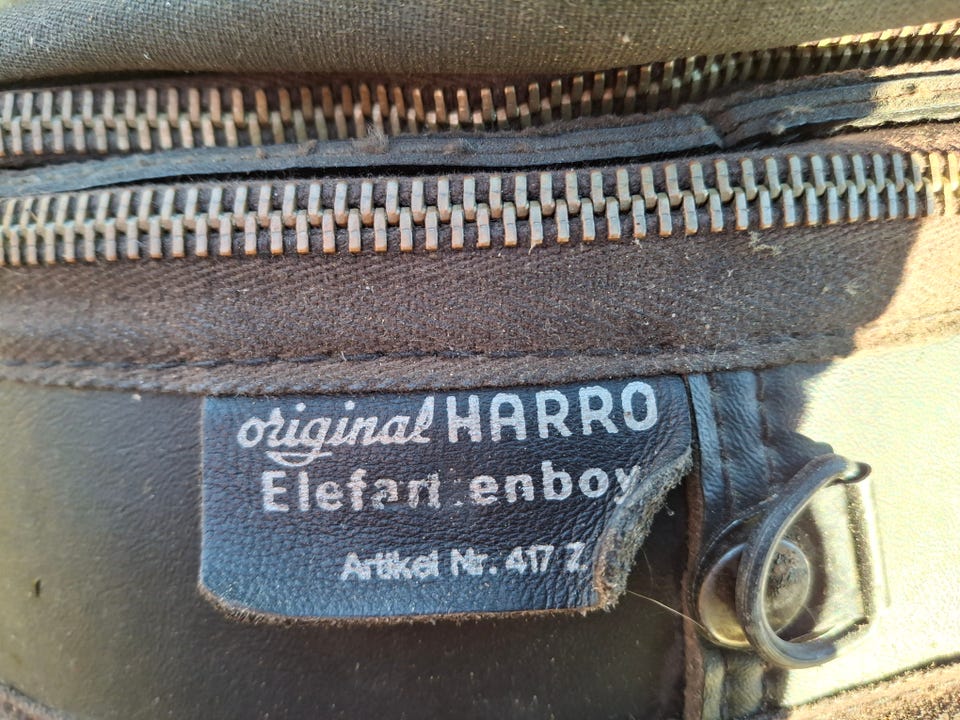 original HARRO
Elefantenboy
Artikel Nr. 417 Z